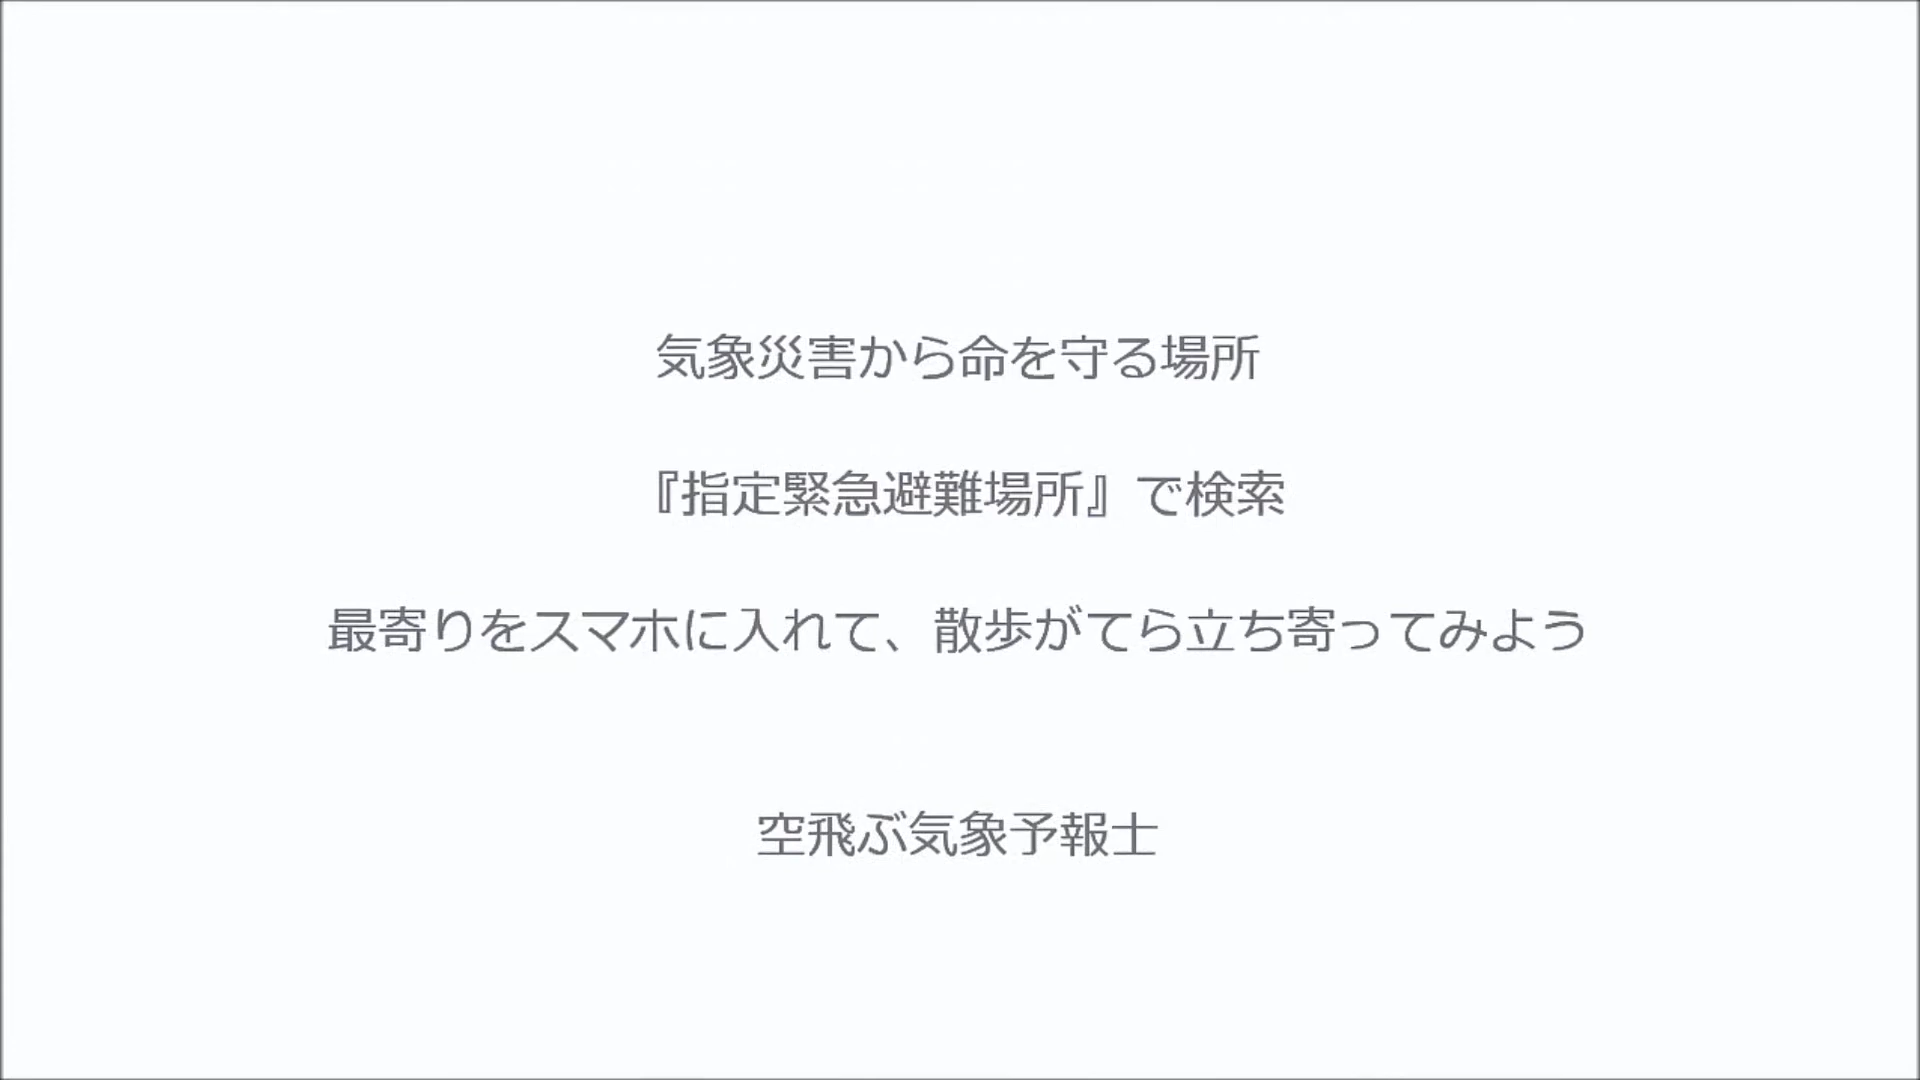 気象災害から命を守る場所
『指定緊急避難場所』で検索
最寄りをスマホに入れて、散歩がてら立ち寄ってみよう
空飛ぶ気象予報士